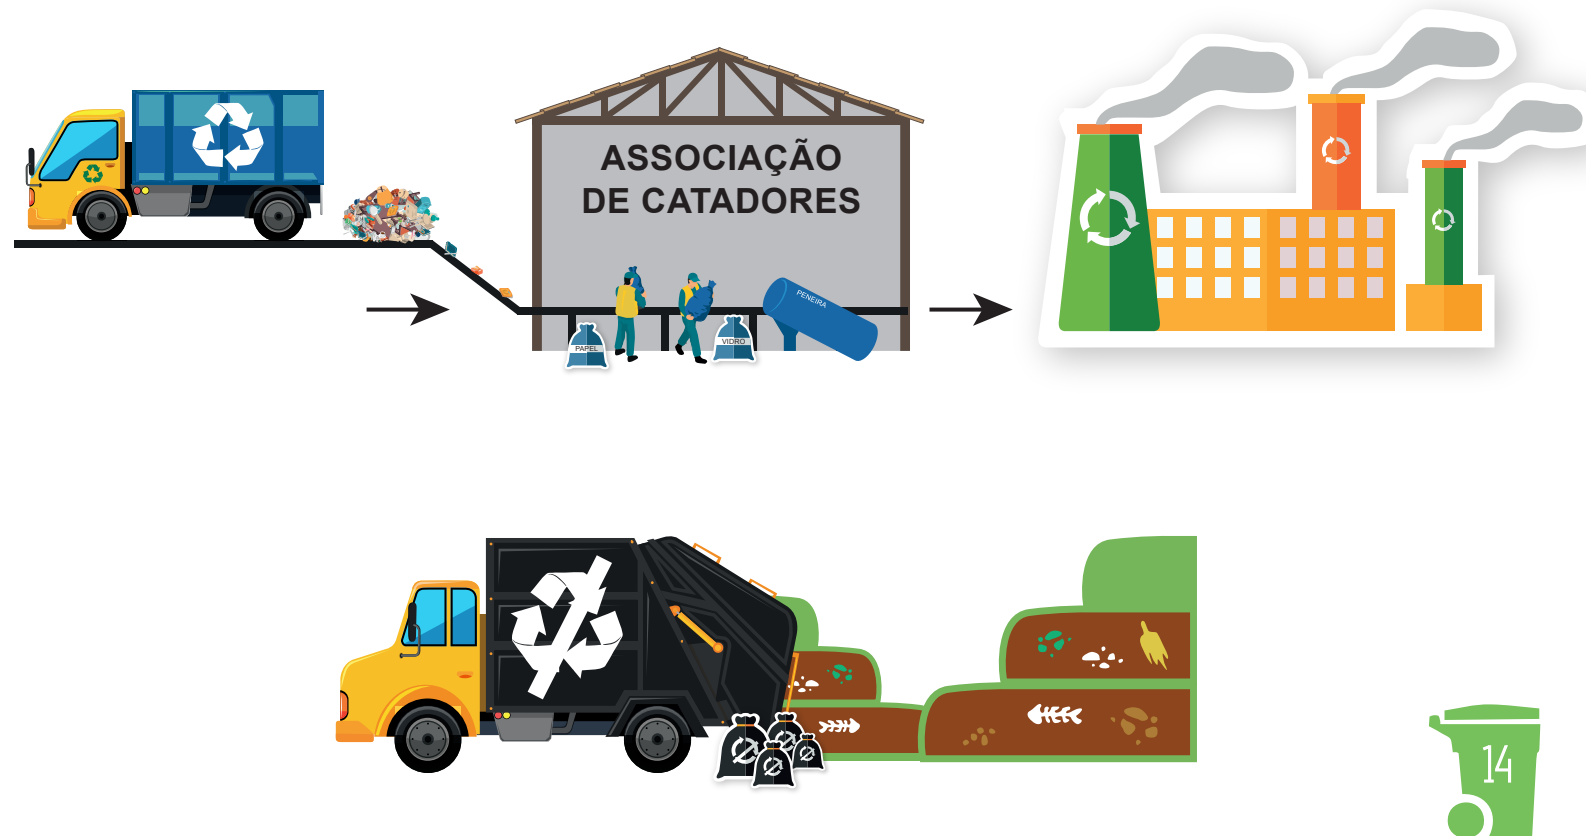 ASSOCIAÇÃO
DE CATADORES
PENEIRA
PAPEL
VIDRO
14